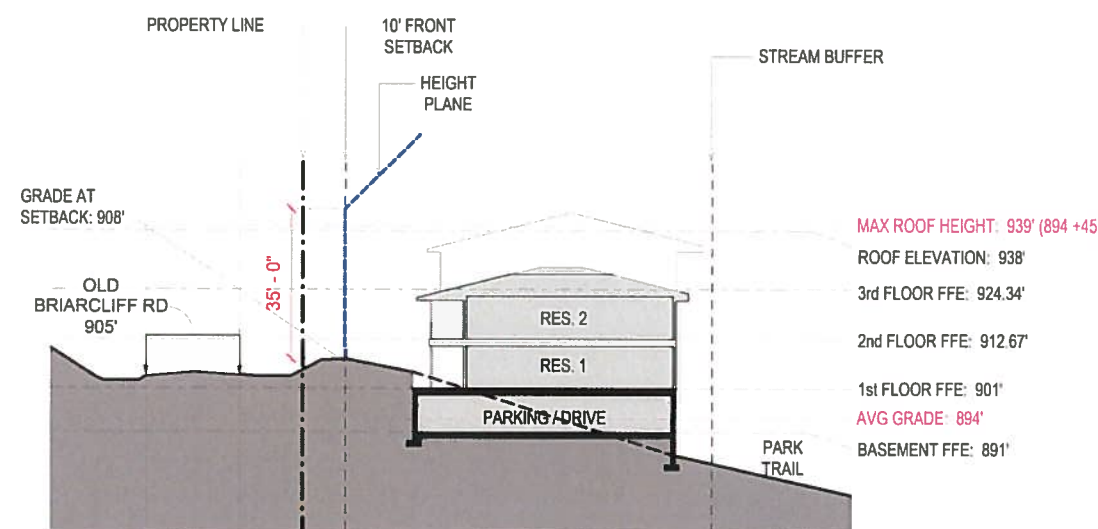 PROPERTY LINE
10' FRONT
SETBACK
HEIGHT
PLANE
STREAM BUFFER
GRADE AT
SETBACK: 908'
35' - 0"
OLD
BRIARCLIFF RD
905'
RES. 2
RES. 1
PARKING / DRIVE
PARK
TRAIL
MAX ROOF HEIGHT: 939' (894 +45
ROOF ELEVATION: 938'
3rd FLOOR FFE: 924.34'
2nd FLOOR FFE: 912.67'
1st FLOOR FFE: 901'
AVG GRADE: 894'
BASEMENT FFE: 891'